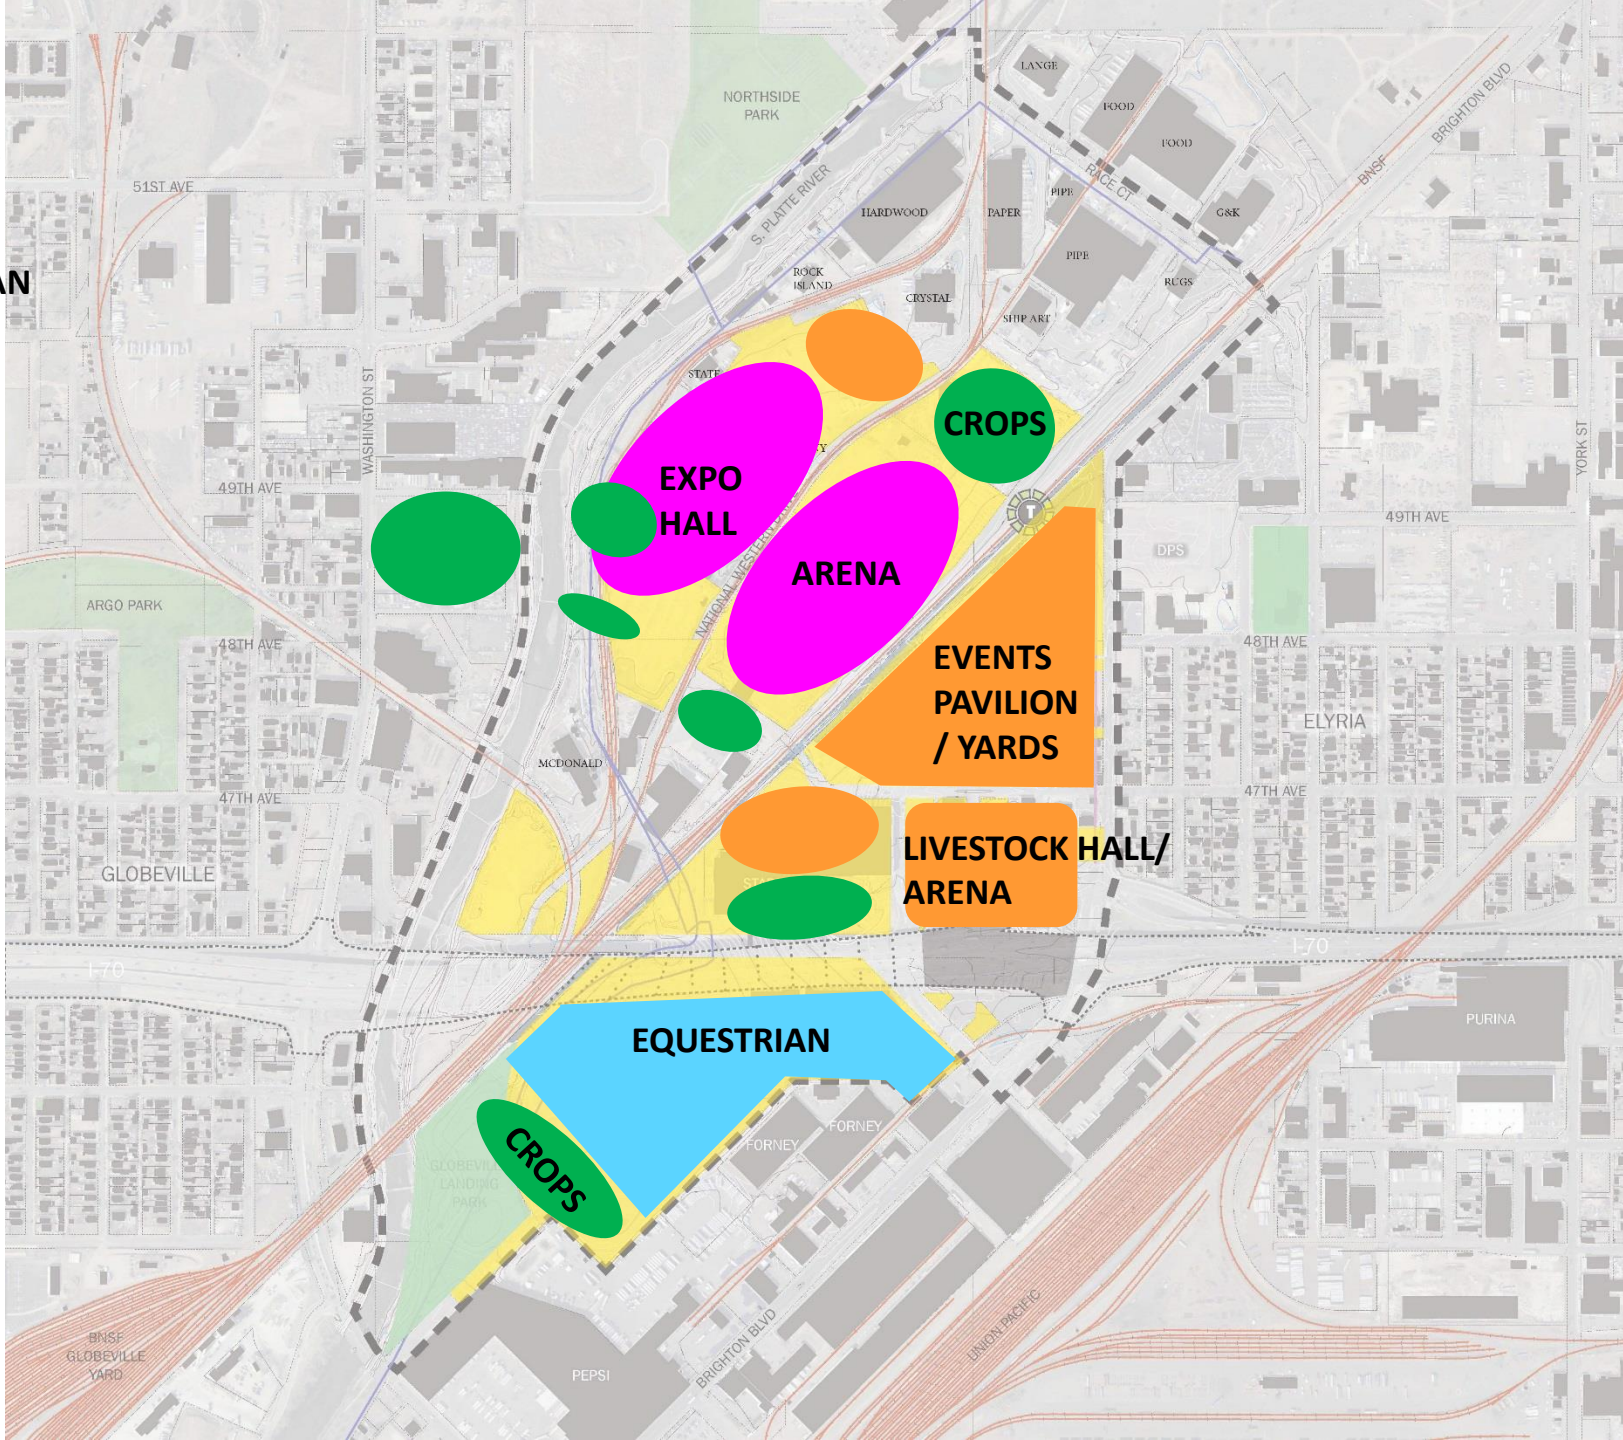 LANGE
BRIGHTON BLVD
NORTHSIDE
PARK
FOOD
FOOD
BNSF
51ST AVE
S. PLATTE RIVER
HARDWOOD
PAPER
PIPE
RACE CT
G&K
PIPE
AN
ROCK
ISLAND
CRYSTAL
RUGS
SHIP ART
STATE
WASHINGTON ST
CROPS
YORK ST
EXPO
HALL
49TH AVE
T
49TH AVE
NATIONAL WESTERN
ARENA
DPS
ARGO PARK
48TH AVE
48TH AVE
EVENTS
PAVILION
/ YARDS
ELYRIA
MCDONALD
47TH AVE
47TH AVE
GLOBEVILLE
LIVESTOCK HALL/
ARENA
I-70
I-70
EQUESTRIAN
PURINA
FORNEY
FORNEY
CROPS
LANDING
PARK
BNSF
GLOBEVILLE
YARD
PEPSI
BRIGHTON BLVD
UNION PACIFIC